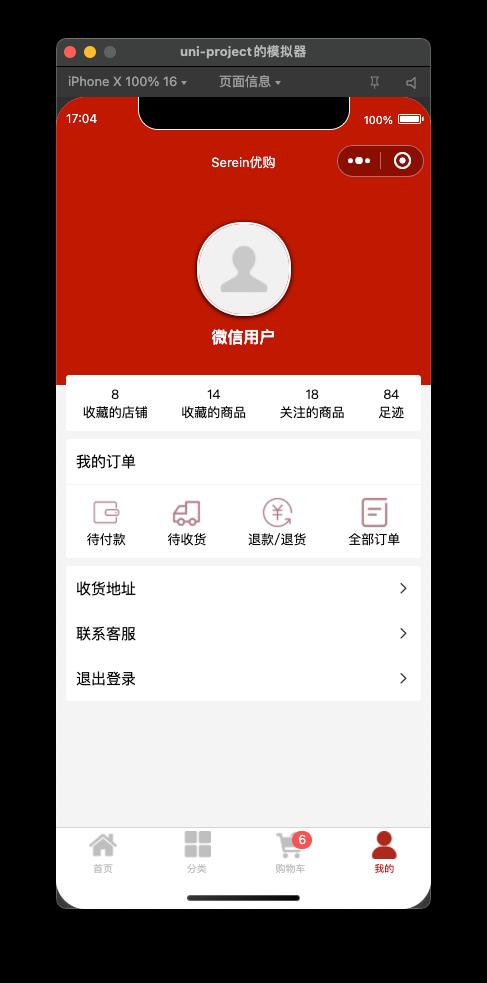 uni-project的模拟器
iPhone X 100% 16 页面信息
17:04 100%
Serein优购
微信用户
8 14 18 84
收藏的店铺 收藏的商品 关注的商品 足迹
我的订单
待付款 待收货 退款/退货 全部订单
收货地址
联系客服
退出登录
6
首页 分类 购物车 我的